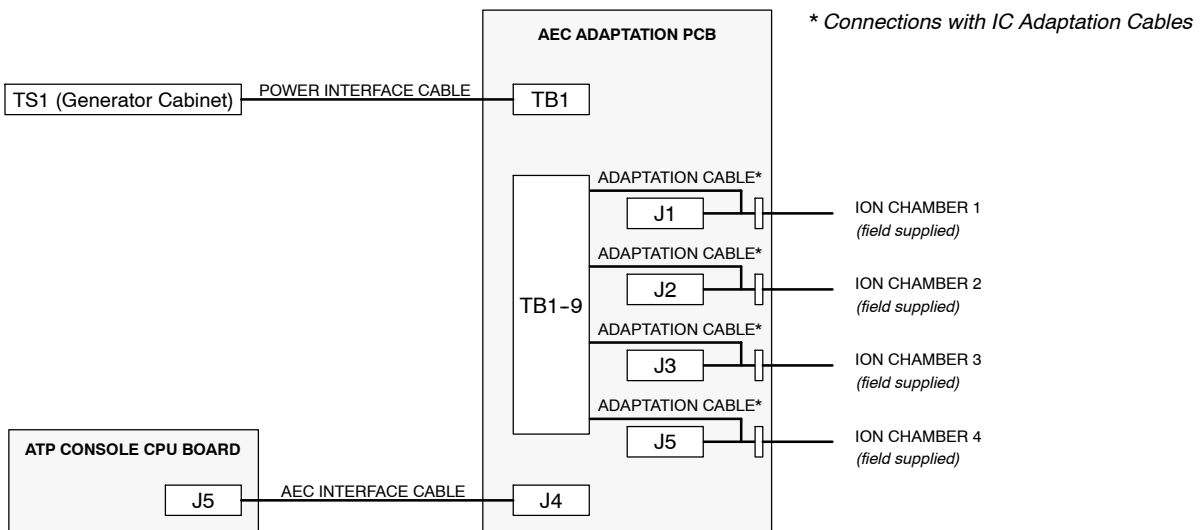 * Connections with IC Adaptation Cables
AEC ADAPTATION PCB
TS1 (Generator Cabinet)
POWER INTERFACE CABLE
TB1
TB1-9
ADAPTATION CABLE*
J1
ION CHAMBER 1
(field supplied)
ADAPTATION CABLE*
J2
ION CHAMBER 2
(field supplied)
ADAPTATION CABLE*
J3
ION CHAMBER 3
(field supplied)
ADAPTATION CABLE*
J5
ION CHAMBER 4
(field supplied)
ATP CONSOLE CPU BOARD
J5
AEC INTERFACE CABLE
J4